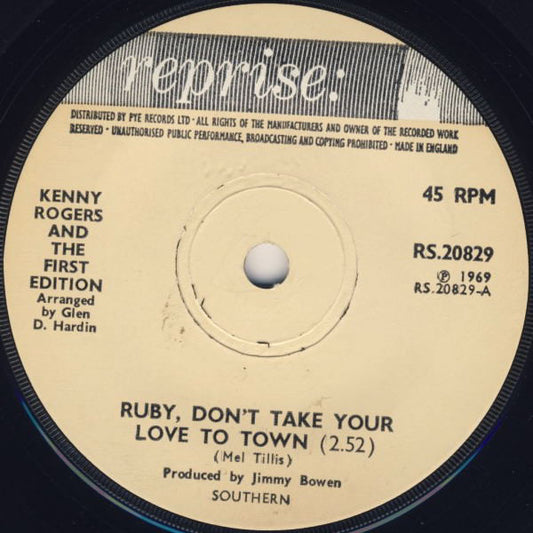 reprise:
DISTRIBUTED BY PYE RECORDS LTD · ALL RIGHTS OF THE MANUFACTURERS AND OWNER OF THE RECORDED WORK
RESERVED · UNAUTHORISED PUBLIC PERFORMANCE, BROADCASTING AND COPYING PROHIBITED · MADE IN ENGLAND
KENNY
ROGERS
AND
THE
FIRST
EDITION
Arranged
by Glen
D. Hardin
45 RPM
RS.20829
℗ 1969
RS.20829-A
RUBY, DON'T TAKE YOUR
LOVE TO TOWN (2.52)
(Mel Tillis)
Produced by Jimmy Bowen
SOUTHERN